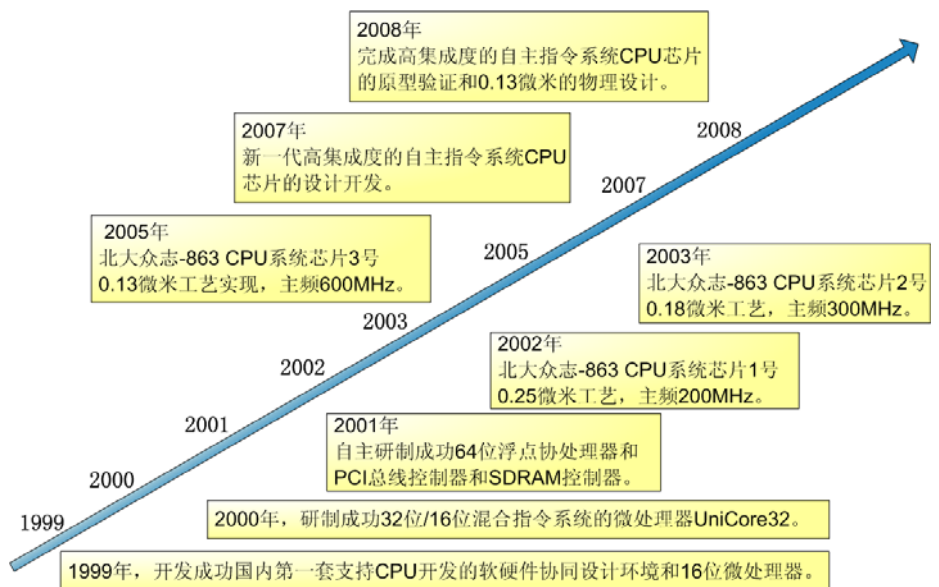 2008年
完成高集成度的自主指令系统CPU芯片
的原型验证和0.13微米的物理设计。
2007年
新一代高集成度的自主指令系统CPU
芯片的设计开发。
2005年
北大众志-863 CPU系统芯片3号
0.13微米工艺实现，主频600MHz。
2003年
北大众志-863 CPU系统芯片2号
0.18微米工艺，主频300MHz。
2002年
北大众志-863 CPU系统芯片1号
0.25微米工艺，主频200MHz。
2001年
自主研制成功64位浮点协处理器和
PCI总线控制器和SDRAM控制器。
2000年，研制成功32位/16位混合指令系统的微处理器UniCore32。
1999年，开发成功国内第一套支持CPU开发的软硬件协同设计环境和16位微处理器。
1999
2000
2001
2002
2003
2005
2007
2008